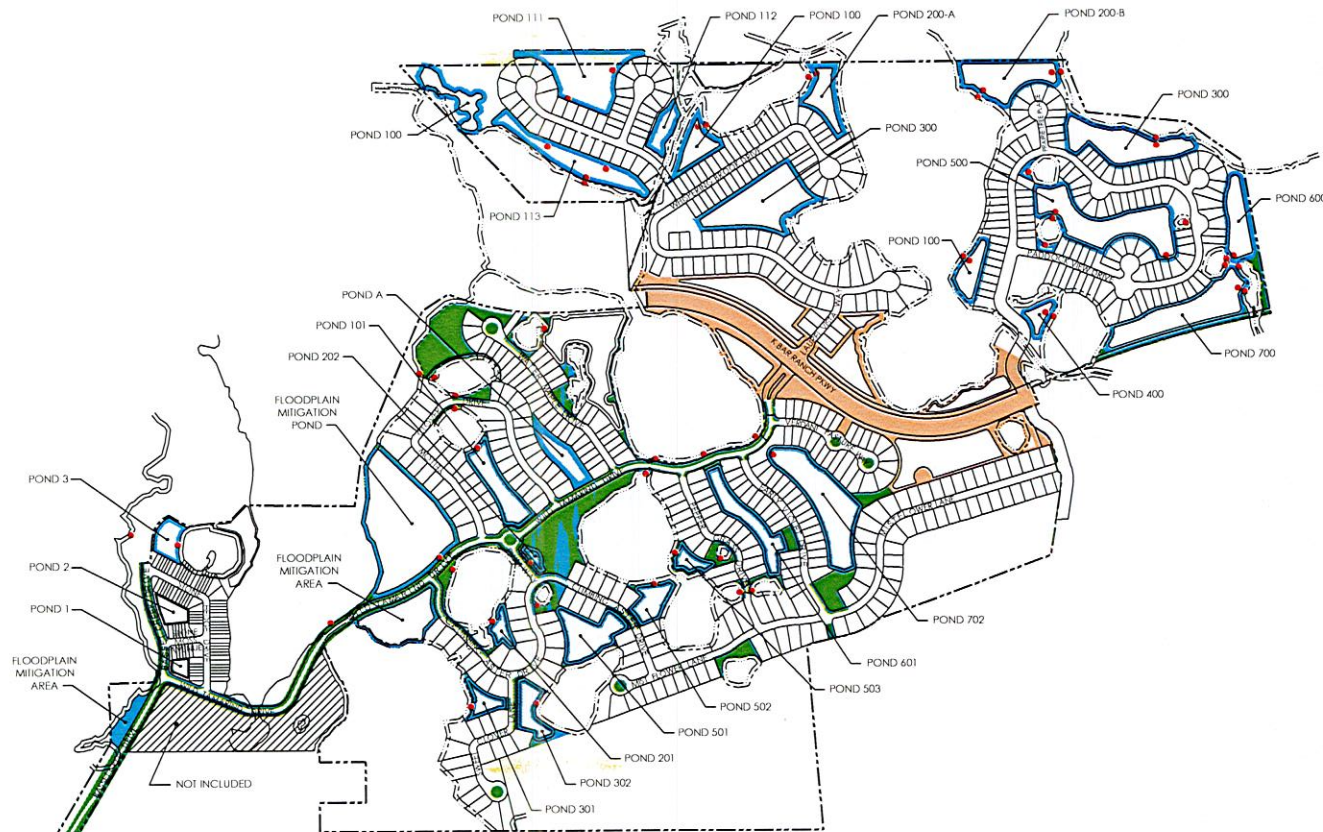 POND 111
POND 112
POND 100
POND 200-A
POND 200-B
POND 300
POND 100
POND 300
POND 500
POND 600
POND 113
POND 100
POND A
POND 101
POND 202
FLOODPLAIN
MITIGATION
POND
K BAR RANCH PKWY
POND 700
POND 400
POND 3
POND 2
POND 1
FLOODPLAIN
MITIGATION
AREA
FLOODPLAIN
MITIGATION
AREA
MIST FLOWER LANE
POND 702
POND 601
POND 503
POND 502
POND 501
POND 201
POND 302
POND 301
NOT INCLUDED